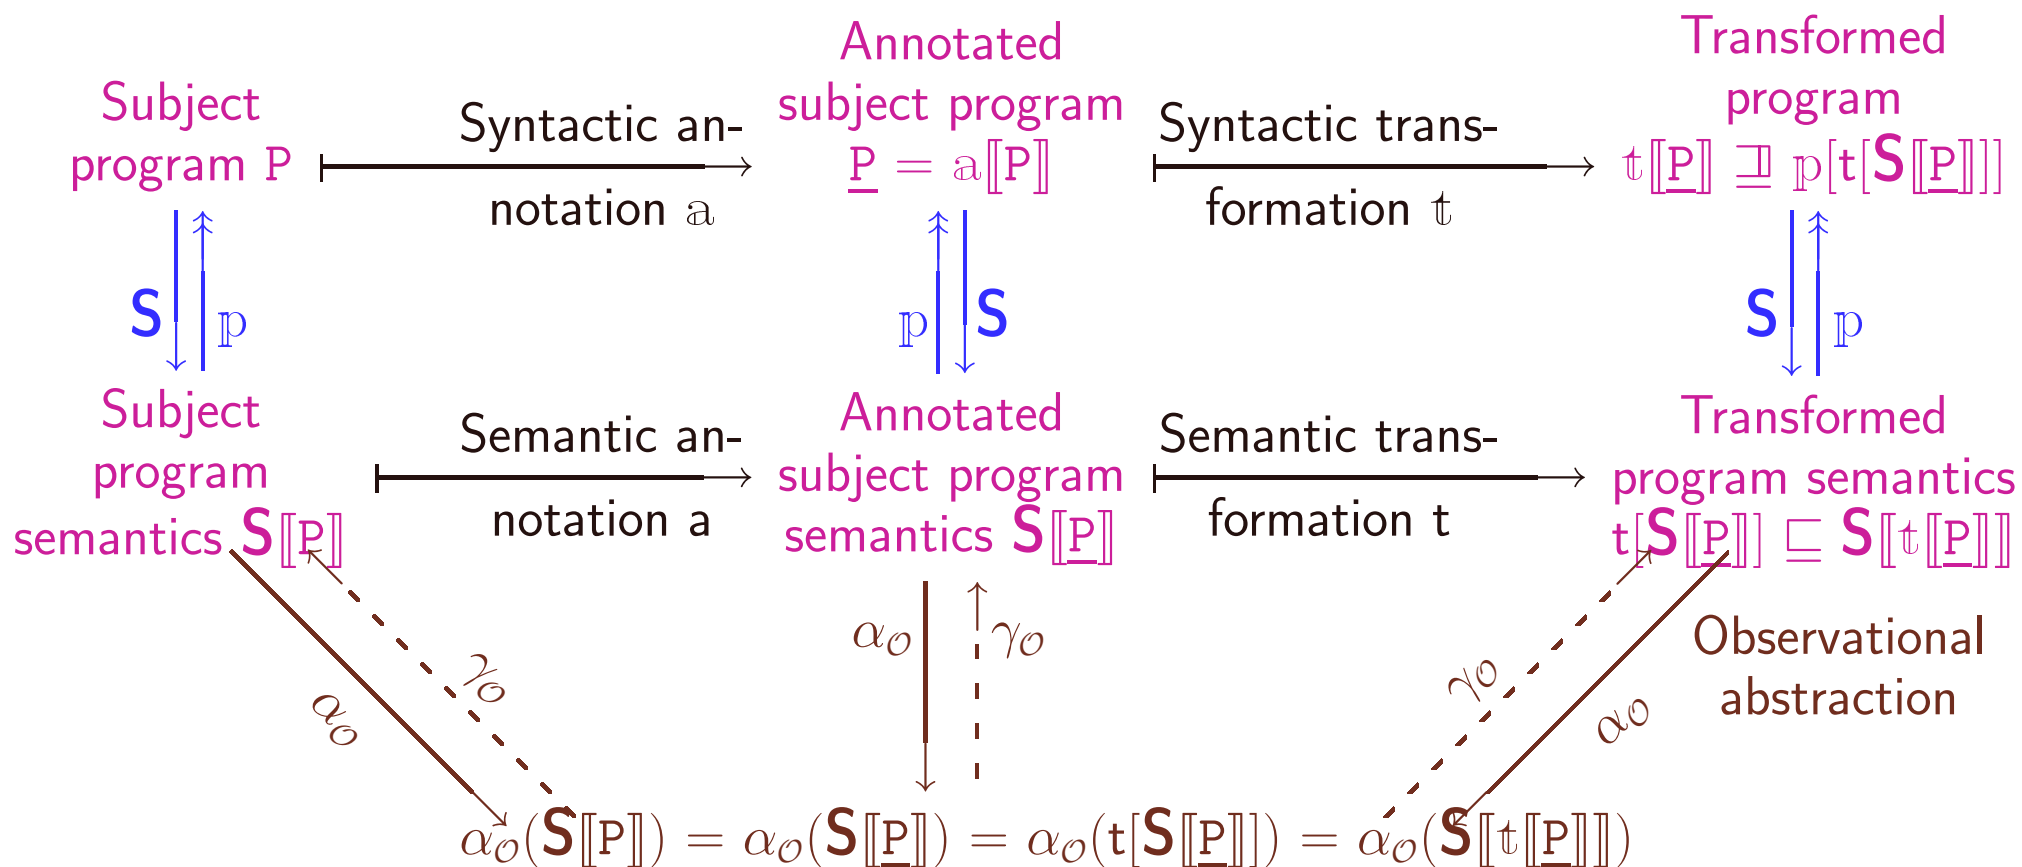 Subject
program P
Syntactic an-
notation 𝕒
Annotated
subject program
P̲ = 𝕒⟦P⟧
Syntactic trans-
formation 𝕥
Transformed
program
𝕥⟦P̲⟧ ⊒ 𝕡[t[S⟦P̲⟧]]
S
𝕡
𝕡
S
S
𝕡
Subject
program
semantics S⟦P⟧
Semantic an-
notation a
Annotated
subject program
semantics S⟦P̲⟧
Semantic trans-
formation t
Transformed
program semantics
t[S⟦P̲⟧] ⊑ S⟦𝕥⟦P̲⟧⟧
α𝒪
γ𝒪
α𝒪
γ𝒪
γ𝒪
α𝒪
Observational
abstraction
α𝒪(S⟦P⟧) = α𝒪(S⟦P̲⟧) = α𝒪(t[S⟦P̲⟧]) = α𝒪(S⟦𝕥⟦P̲⟧⟧)